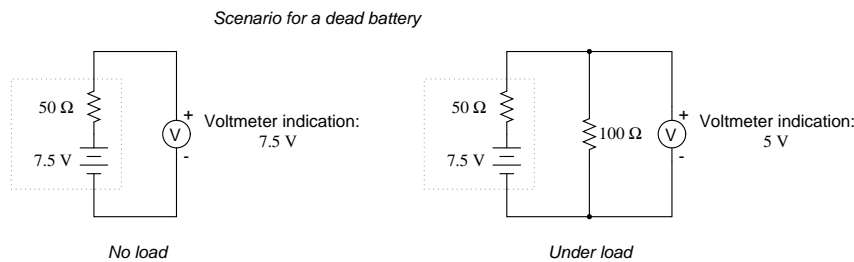 Scenario for a dead battery
50 Ω
7.5 V
V
+
-
Voltmeter indication:
7.5 V
No load
50 Ω
7.5 V
100 Ω
V
+
-
Voltmeter indication:
5 V
Under load